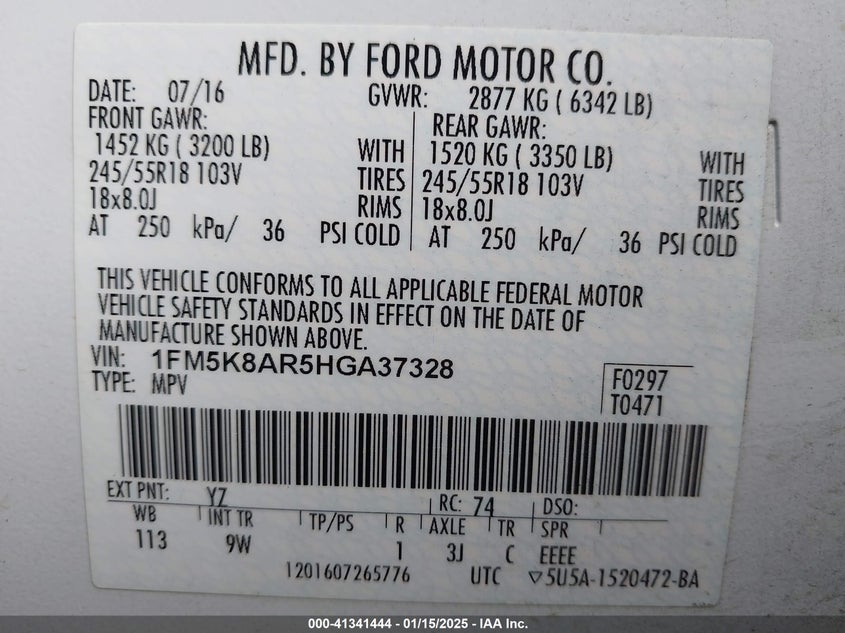 MFD. BY FORD MOTOR CO.
DATE: 07/16 GVWR: 2877 KG ( 6342 LB)
FRONT GAWR: REAR GAWR:
1452 KG ( 3200 LB) WITH 1520 KG ( 3350 LB) WITH
245/55R18 103V TIRES 245/55R18 103V TIRES
18x8.0J RIMS 18x8.0J RIMS
AT 250 kPa/ 36 PSI COLD AT 250 kPa/ 36 PSI COLD
THIS VEHICLE CONFORMS TO ALL APPLICABLE FEDERAL MOTOR
VEHICLE SAFETY STANDARDS IN EFFECT ON THE DATE OF
MANUFACTURE SHOWN ABOVE.
VIN: 1FM5K8AR5HGA37328
TYPE: MPV
F0297
T0471
EXT PNT: YZ RC: 74 DSO:
WB INT TR TP/PS R AXLE TR SPR
113 9W 1 3J C EEEE
1201607265776 UTC ▽5U5A-1520472-BA
000-41341444 - 01/15/2025 - IAA Inc.